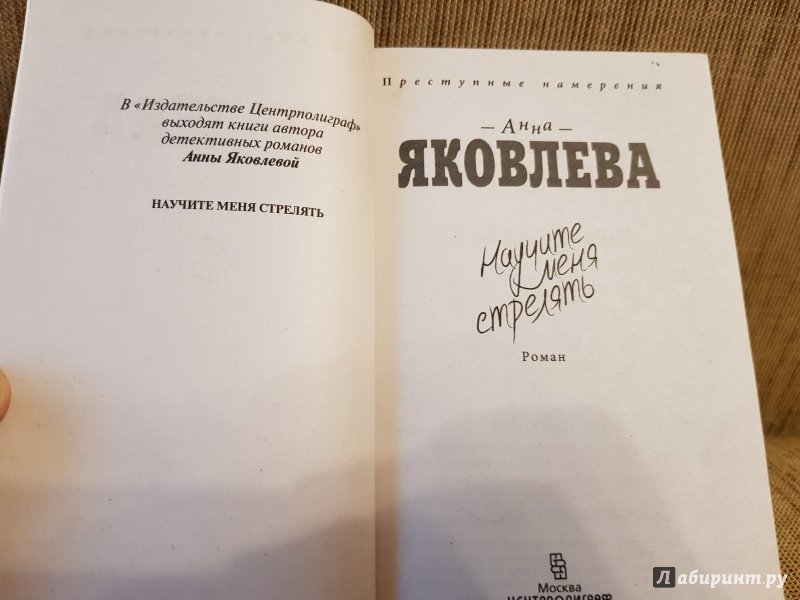 В «Издательстве Центрполиграф»
выходят книги автора
детективных романов
Анны Яковлевой
НАУЧИТЕ МЕНЯ СТРЕЛЯТЬ
Преступные намерения
– Анна –
ЯКОВЛЕВА
Научите
меня
стрелять
Роман
Москва
ЦЕНТРПОЛИГРАФ
Лабиринт.ру